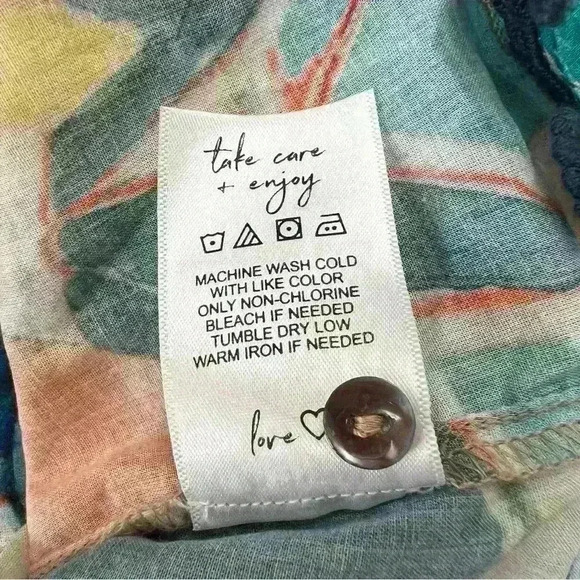 take care
+ enjoy
MACHINE WASH COLD
WITH LIKE COLOR
ONLY NON-CHLORINE
BLEACH IF NEEDED
TUMBLE DRY LOW
WARM IRON IF NEEDED
love